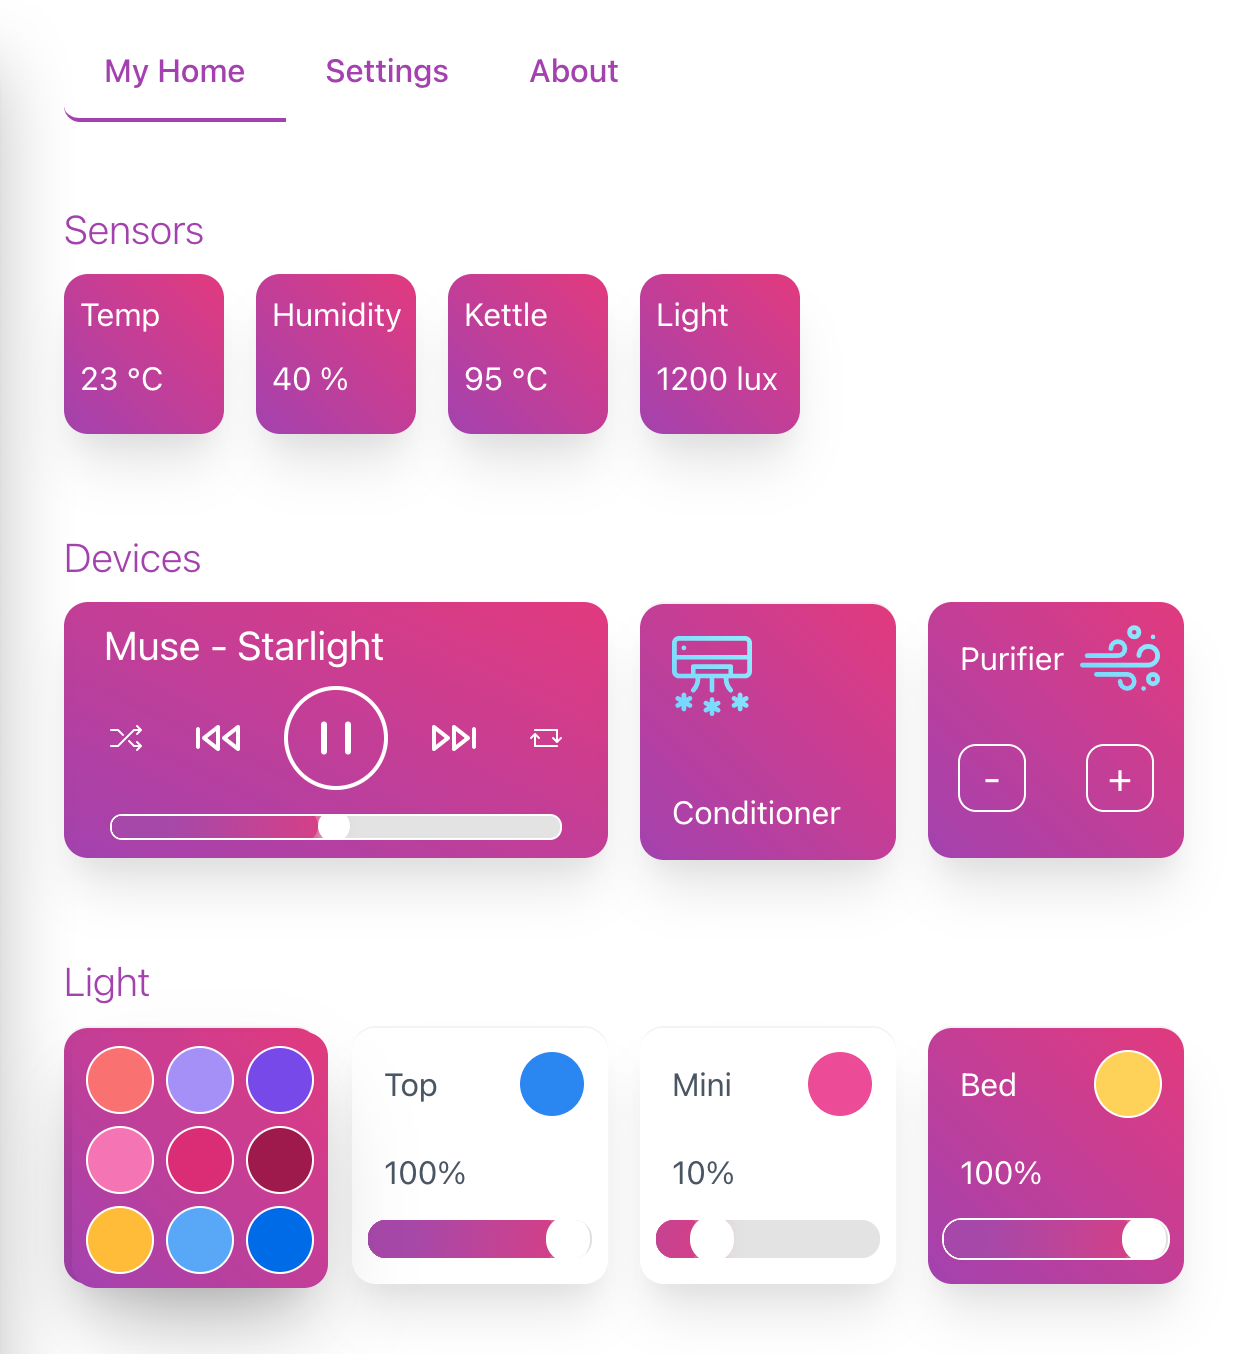 My Home Settings About
Sensors
Temp Humidity Kettle Light
23 °C 40 % 95 °C 1200 lux
Devices
Muse - Starlight
Purifier
- +
Conditioner
Light
Top Mini Bed
100% 10% 100%